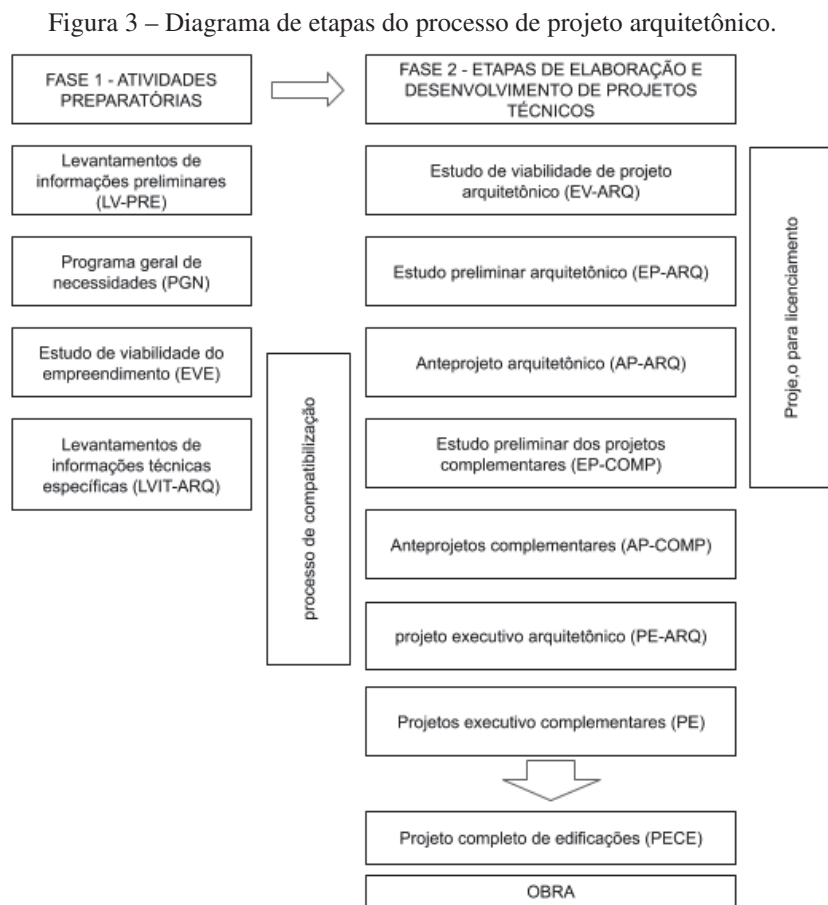 Figura 3 – Diagrama de etapas do processo de projeto arquitetônico.
FASE 1 - ATIVIDADES
PREPARATÓRIAS
FASE 2 - ETAPAS DE ELABORAÇÃO E
DESENVOLVIMENTO DE PROJETOS
TÉCNICOS
Levantamentos de
informações preliminares
(LV-PRE)
Programa geral de
necessidades (PGN)
Estudo de viabilidade do
empreendimento (EVE)
Levantamentos de
informações técnicas
específicas (LVIT-ARQ)
processo de compatibilização
Estudo de viabilidade de projeto
arquitetônico (EV-ARQ)
Estudo preliminar arquitetônico (EP-ARQ)
Anteprojeto arquitetônico (AP-ARQ)
Estudo preliminar dos projetos
complementares (EP-COMP)
Anteprojetos complementares (AP-COMP)
projeto executivo arquitetônico (PE-ARQ)
Projetos executivo complementares (PE)
Projeto completo de edificações (PECE)
OBRA
Proje,o para licenciamento